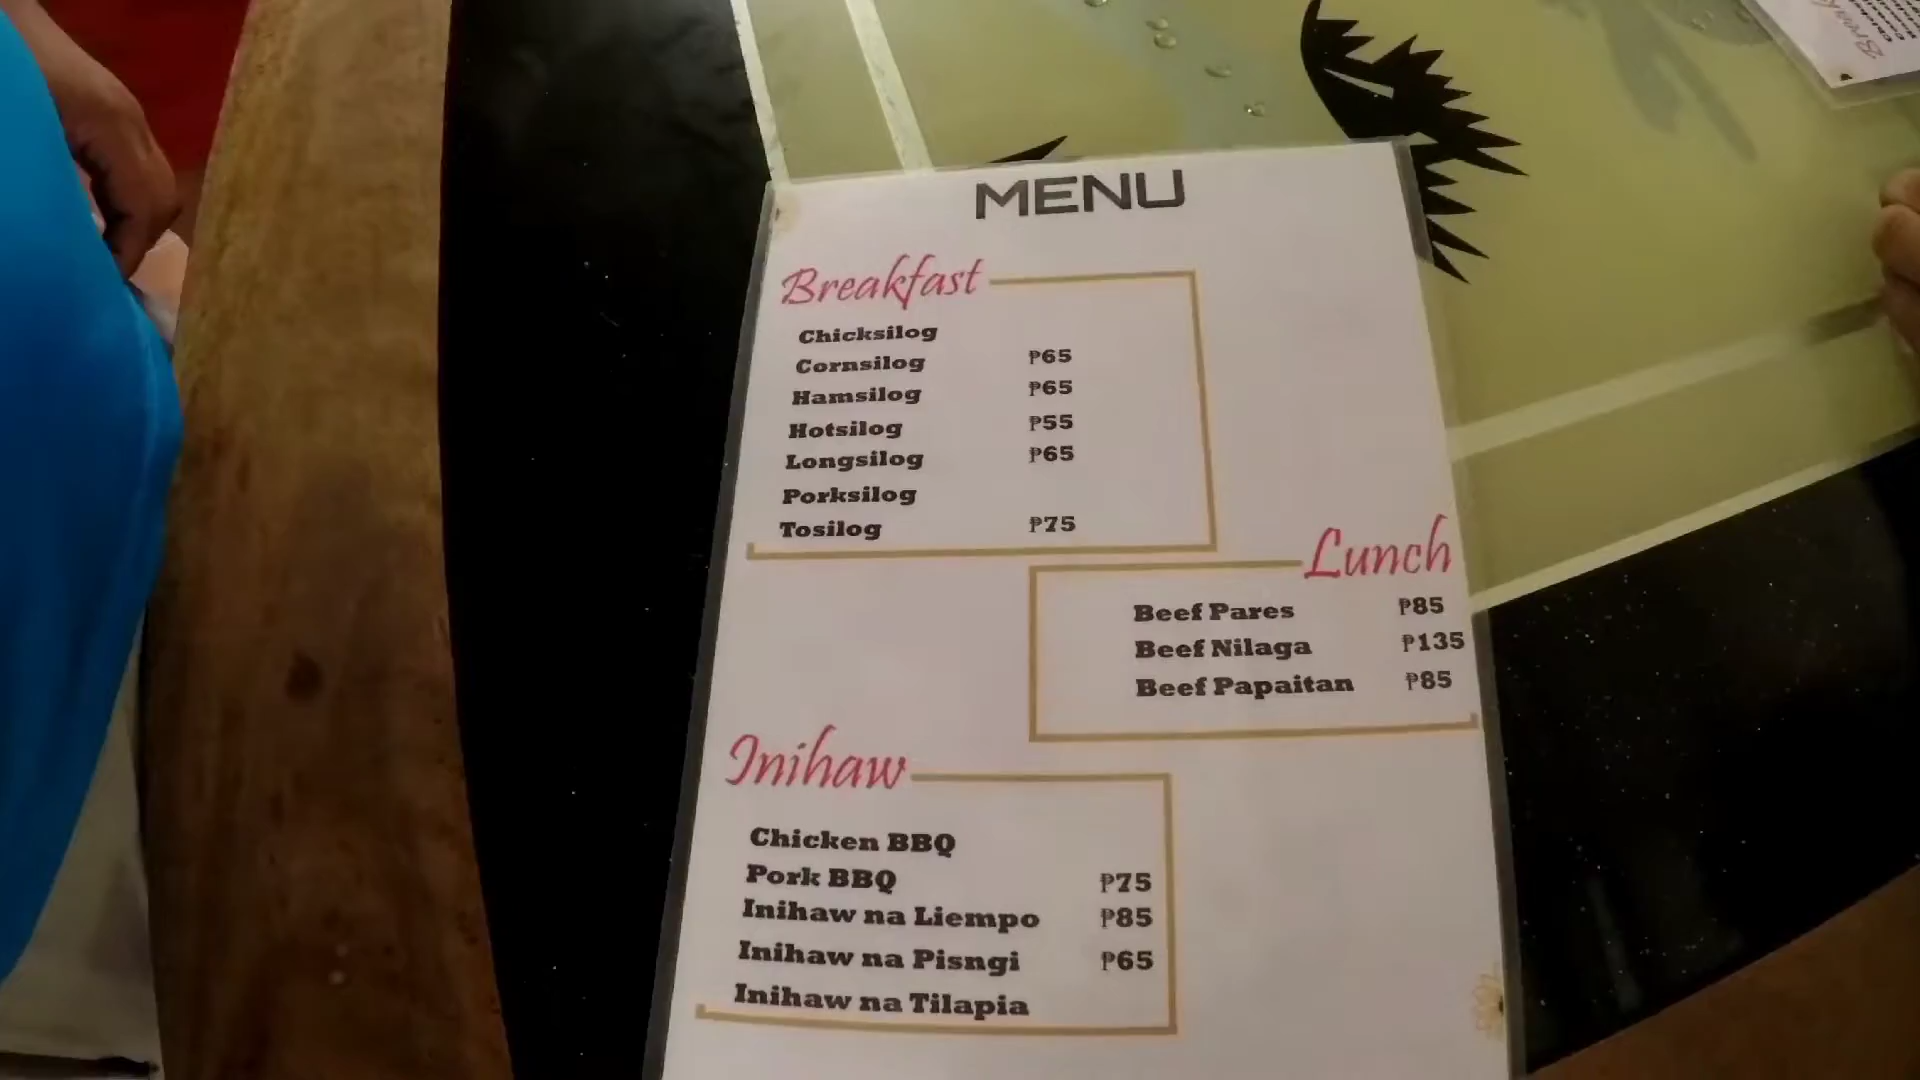 MENU
Breakfast
Chicksilog
Cornsilog ₱65
Hamsilog ₱65
Hotsilog ₱55
Longsilog ₱65
Porksilog
Tosilog ₱75
Lunch
Beef Pares ₱85
Beef Nilaga ₱135
Beef Papaitan ₱85
Inihaw
Chicken BBQ
Pork BBQ ₱75
Inihaw na Liempo ₱85
Inihaw na Pisngi ₱65
Inihaw na Tilapia